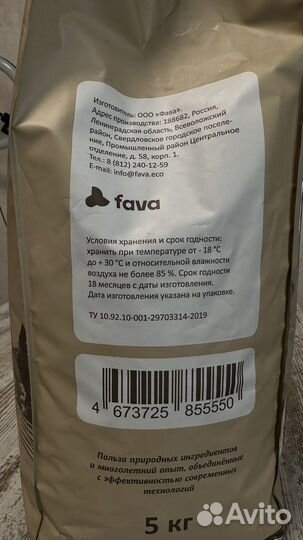 Изготовитель: ООО «Фава».
Адрес производства: 188682, Россия,
Ленинградская область, Всеволожский
район, Свердловское городское поселе-
ние, Промышленный район Центральное
отделение, д. 58, корп. 1.
Тел.: 8 (812) 240-12-59
E-mail: info@fava.eco
fava
Условия хранения и срок годности:
хранить при температуре от - 18 °C
до + 30 °C и относительной влажности
воздуха не более 85 %. Срок годности
18 месяцев с даты изготовления.
Дата изготовления указана на упаковке.
ТУ 10.92.10-001-29703314-2019
4 673725 855550
Польза природных ингредиентов
и многолетний опыт, объединённые
с эффективностью современных
технологий
5 кг
Avito